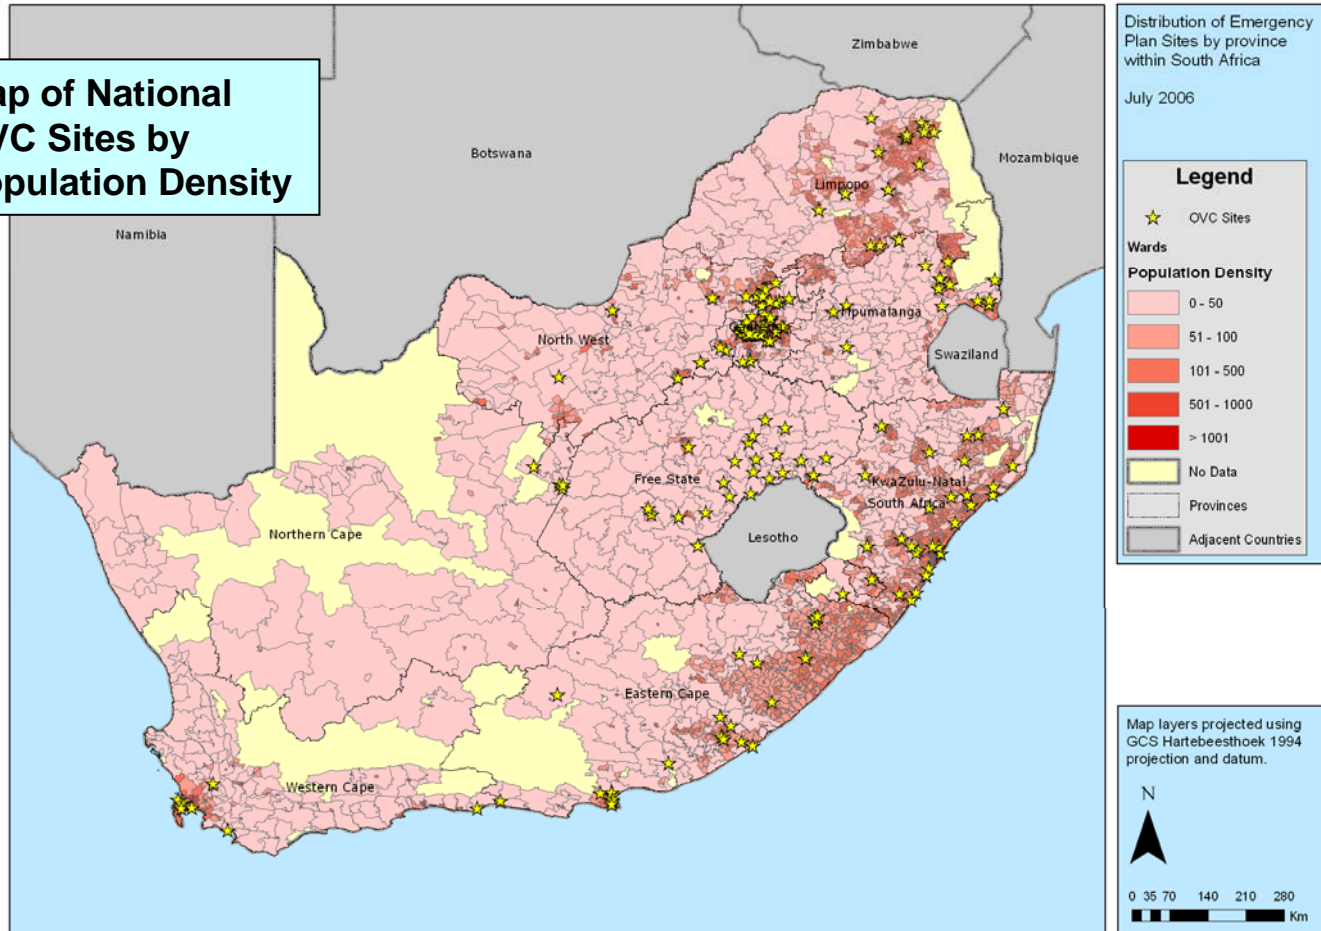 ap of National
VC Sites by
opulation Density
Zimbabwe
Botswana
Mozambique
Namibia
Limpopo
Mpumalanga
North West
Swaziland
Free State
KwaZulu-Natal
South Africa
Lesotho
Northern Cape
Eastern Cape
Western Cape
Distribution of Emergency
Plan Sites by province
within South Africa
July 2006
Legend
OVC Sites
Wards
Population Density
0 - 50
51 - 100
101 - 500
501 - 1000
> 1001
No Data
Provinces
Adjacent Countries
Map layers projected using
GCS Hartebeesthoek 1994
projection and datum.
N
0 35 70 140 210 280
Km